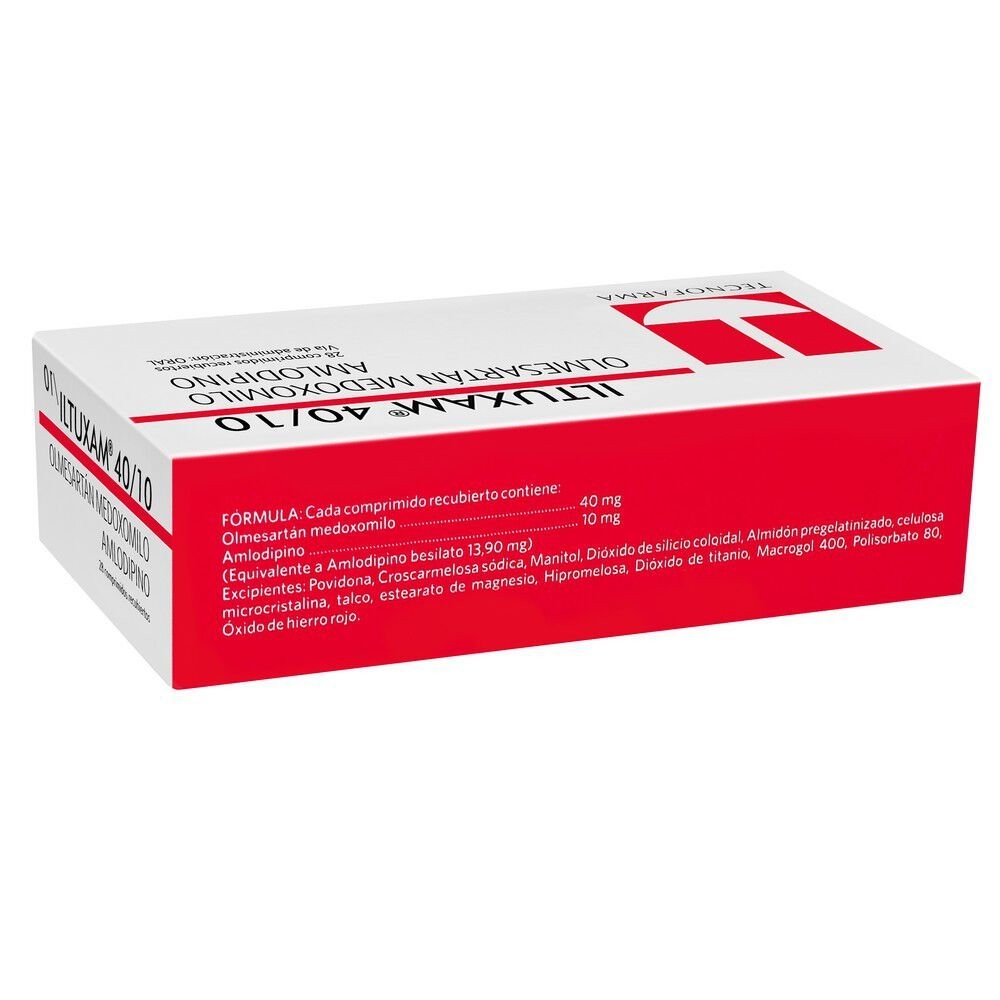 TECNOFARMA
ILTUXAM® 40/10
OLMESARTÁN MEDOXOMILO
AMLODIPINO
28 comprimidos recubiertos
Vía de administración: ORAL
ILTUXAM® 40/10
OLMESARTÁN MEDOXOMILO
AMLODIPINO
28 comprimidos recubiertos
FÓRMULA: Cada comprimido recubierto contiene:
Olmesartán medoxomilo .......................................... 40 mg
Amlodipino .............................................................. 10 mg
(Equivalente a Amlodipino besilato 13,90 mg)
Excipientes: Povidona, Croscarmelosa sódica, Manitol, Dióxido de silicio coloidal, Almidón pregelatinizado, celulosa
microcristalina, talco, estearato de magnesio, Hipromelosa, Dióxido de titanio, Macrogol 400, Polisorbato 80,
Óxido de hierro rojo.